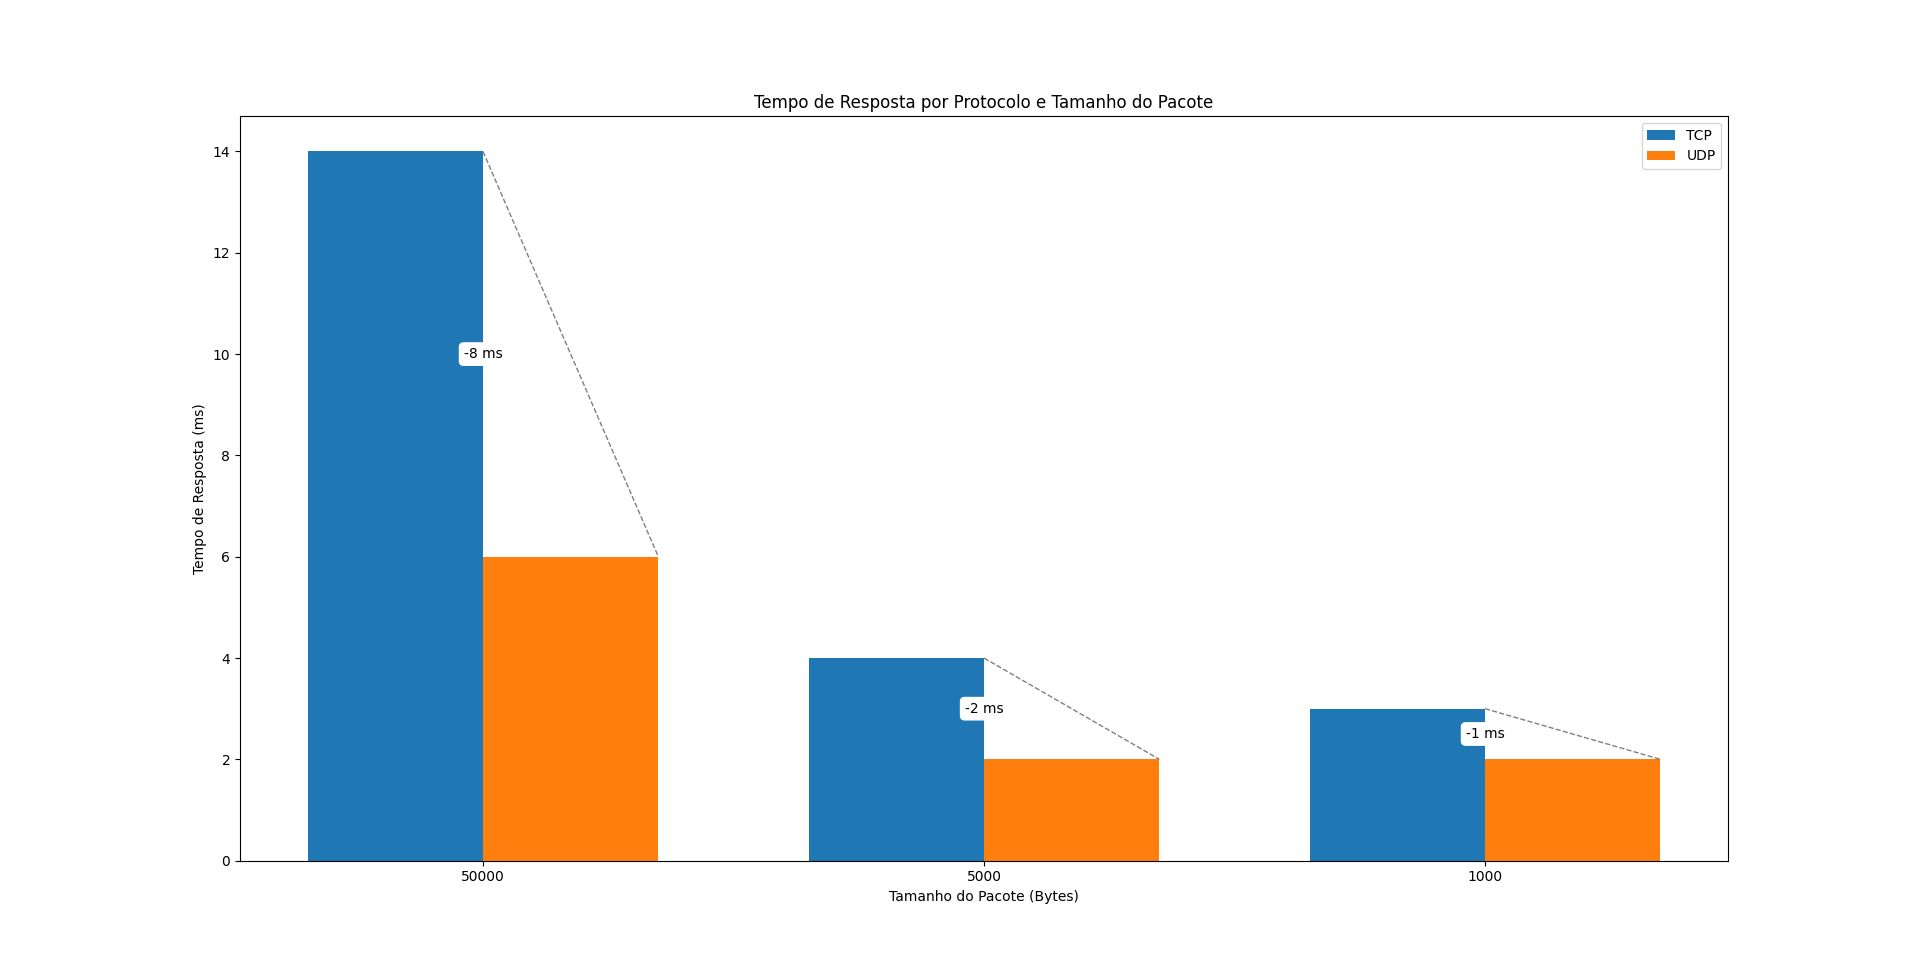 Tempo de Resposta por Protocolo e Tamanho do Pacote
TCP
UDP
14
12
10
8
6
4
2
0
Tempo de Resposta (ms)
-8 ms
-2 ms
-1 ms
50000
5000
1000
Tamanho do Pacote (Bytes)